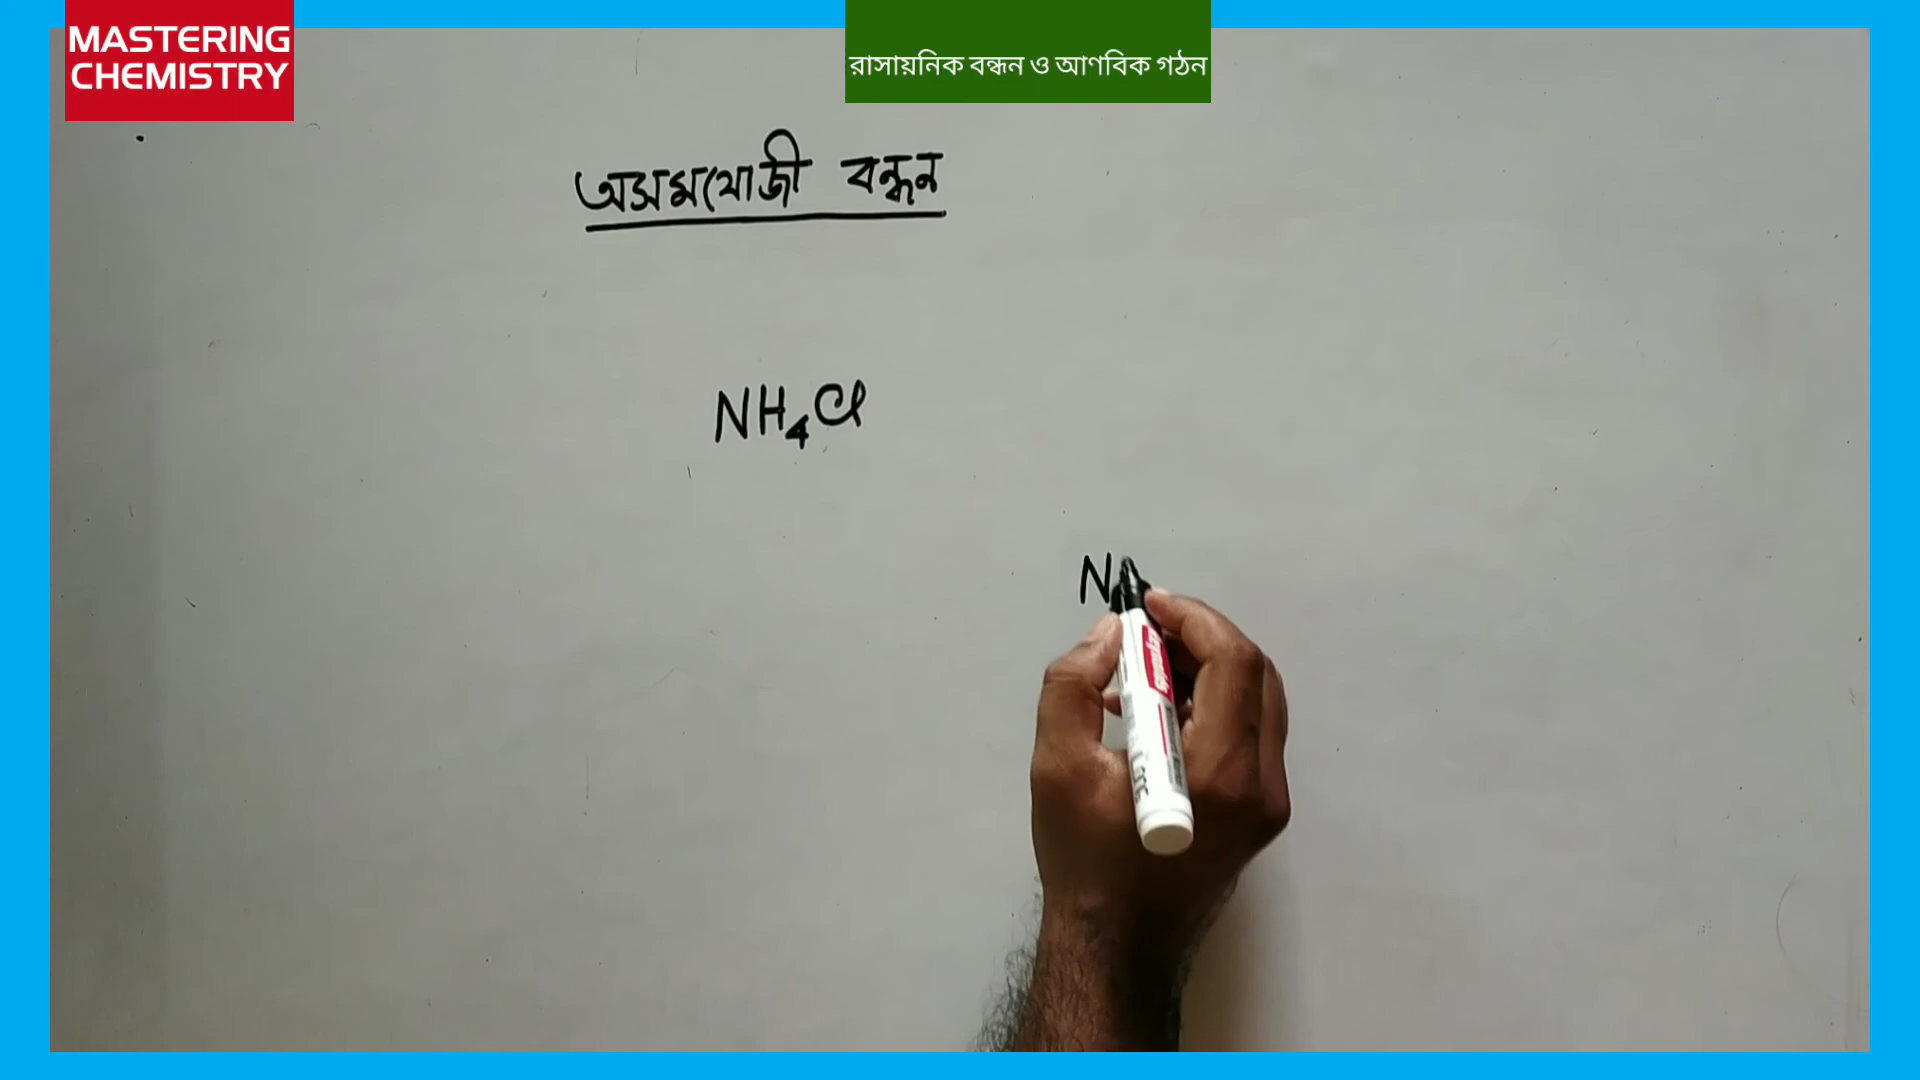 MASTERING
CHEMISTRY
রাসায়নিক বন্ধন ও আণবিক গঠন
অসমযোজী বন্ধন
NH₄Cl
N